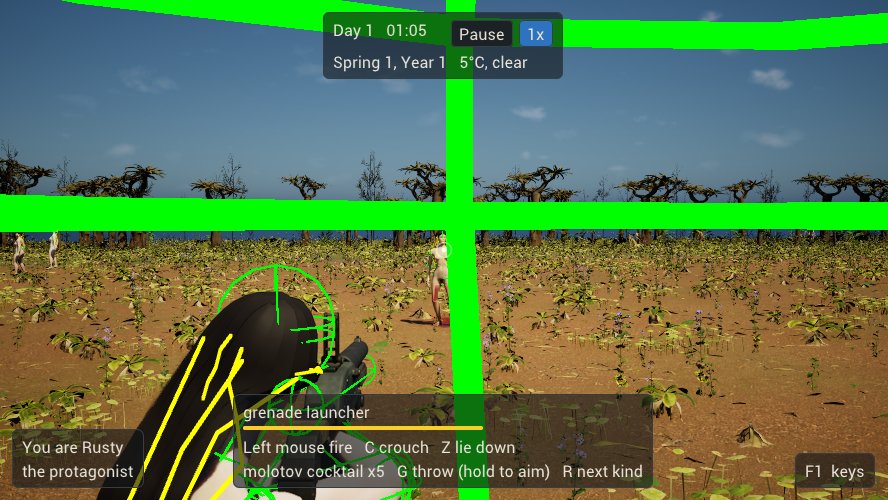 Day 1 01:05 Pause 1x
Spring 1, Year 1 5°C, clear
grenade launcher
Left mouse fire C crouch Z lie down
molotov cocktail x5 G throw (hold to aim) R next kind
You are Rusty
the protagonist
F1 keys